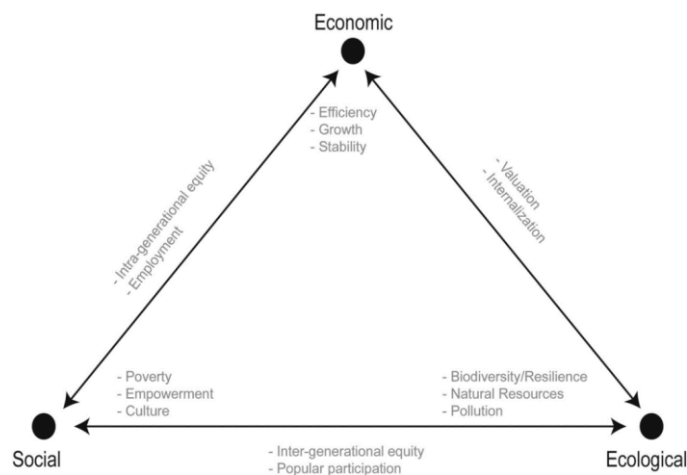 Economic
- Efficiency
- Growth
- Stability
- Valuation
- Internalization
- Intra-generational equity
- Employment
- Poverty
- Empowerment
- Culture
- Biodiversity/Resilience
- Natural Resources
- Pollution
Social
- Inter-generational equity
- Popular participation
Ecological